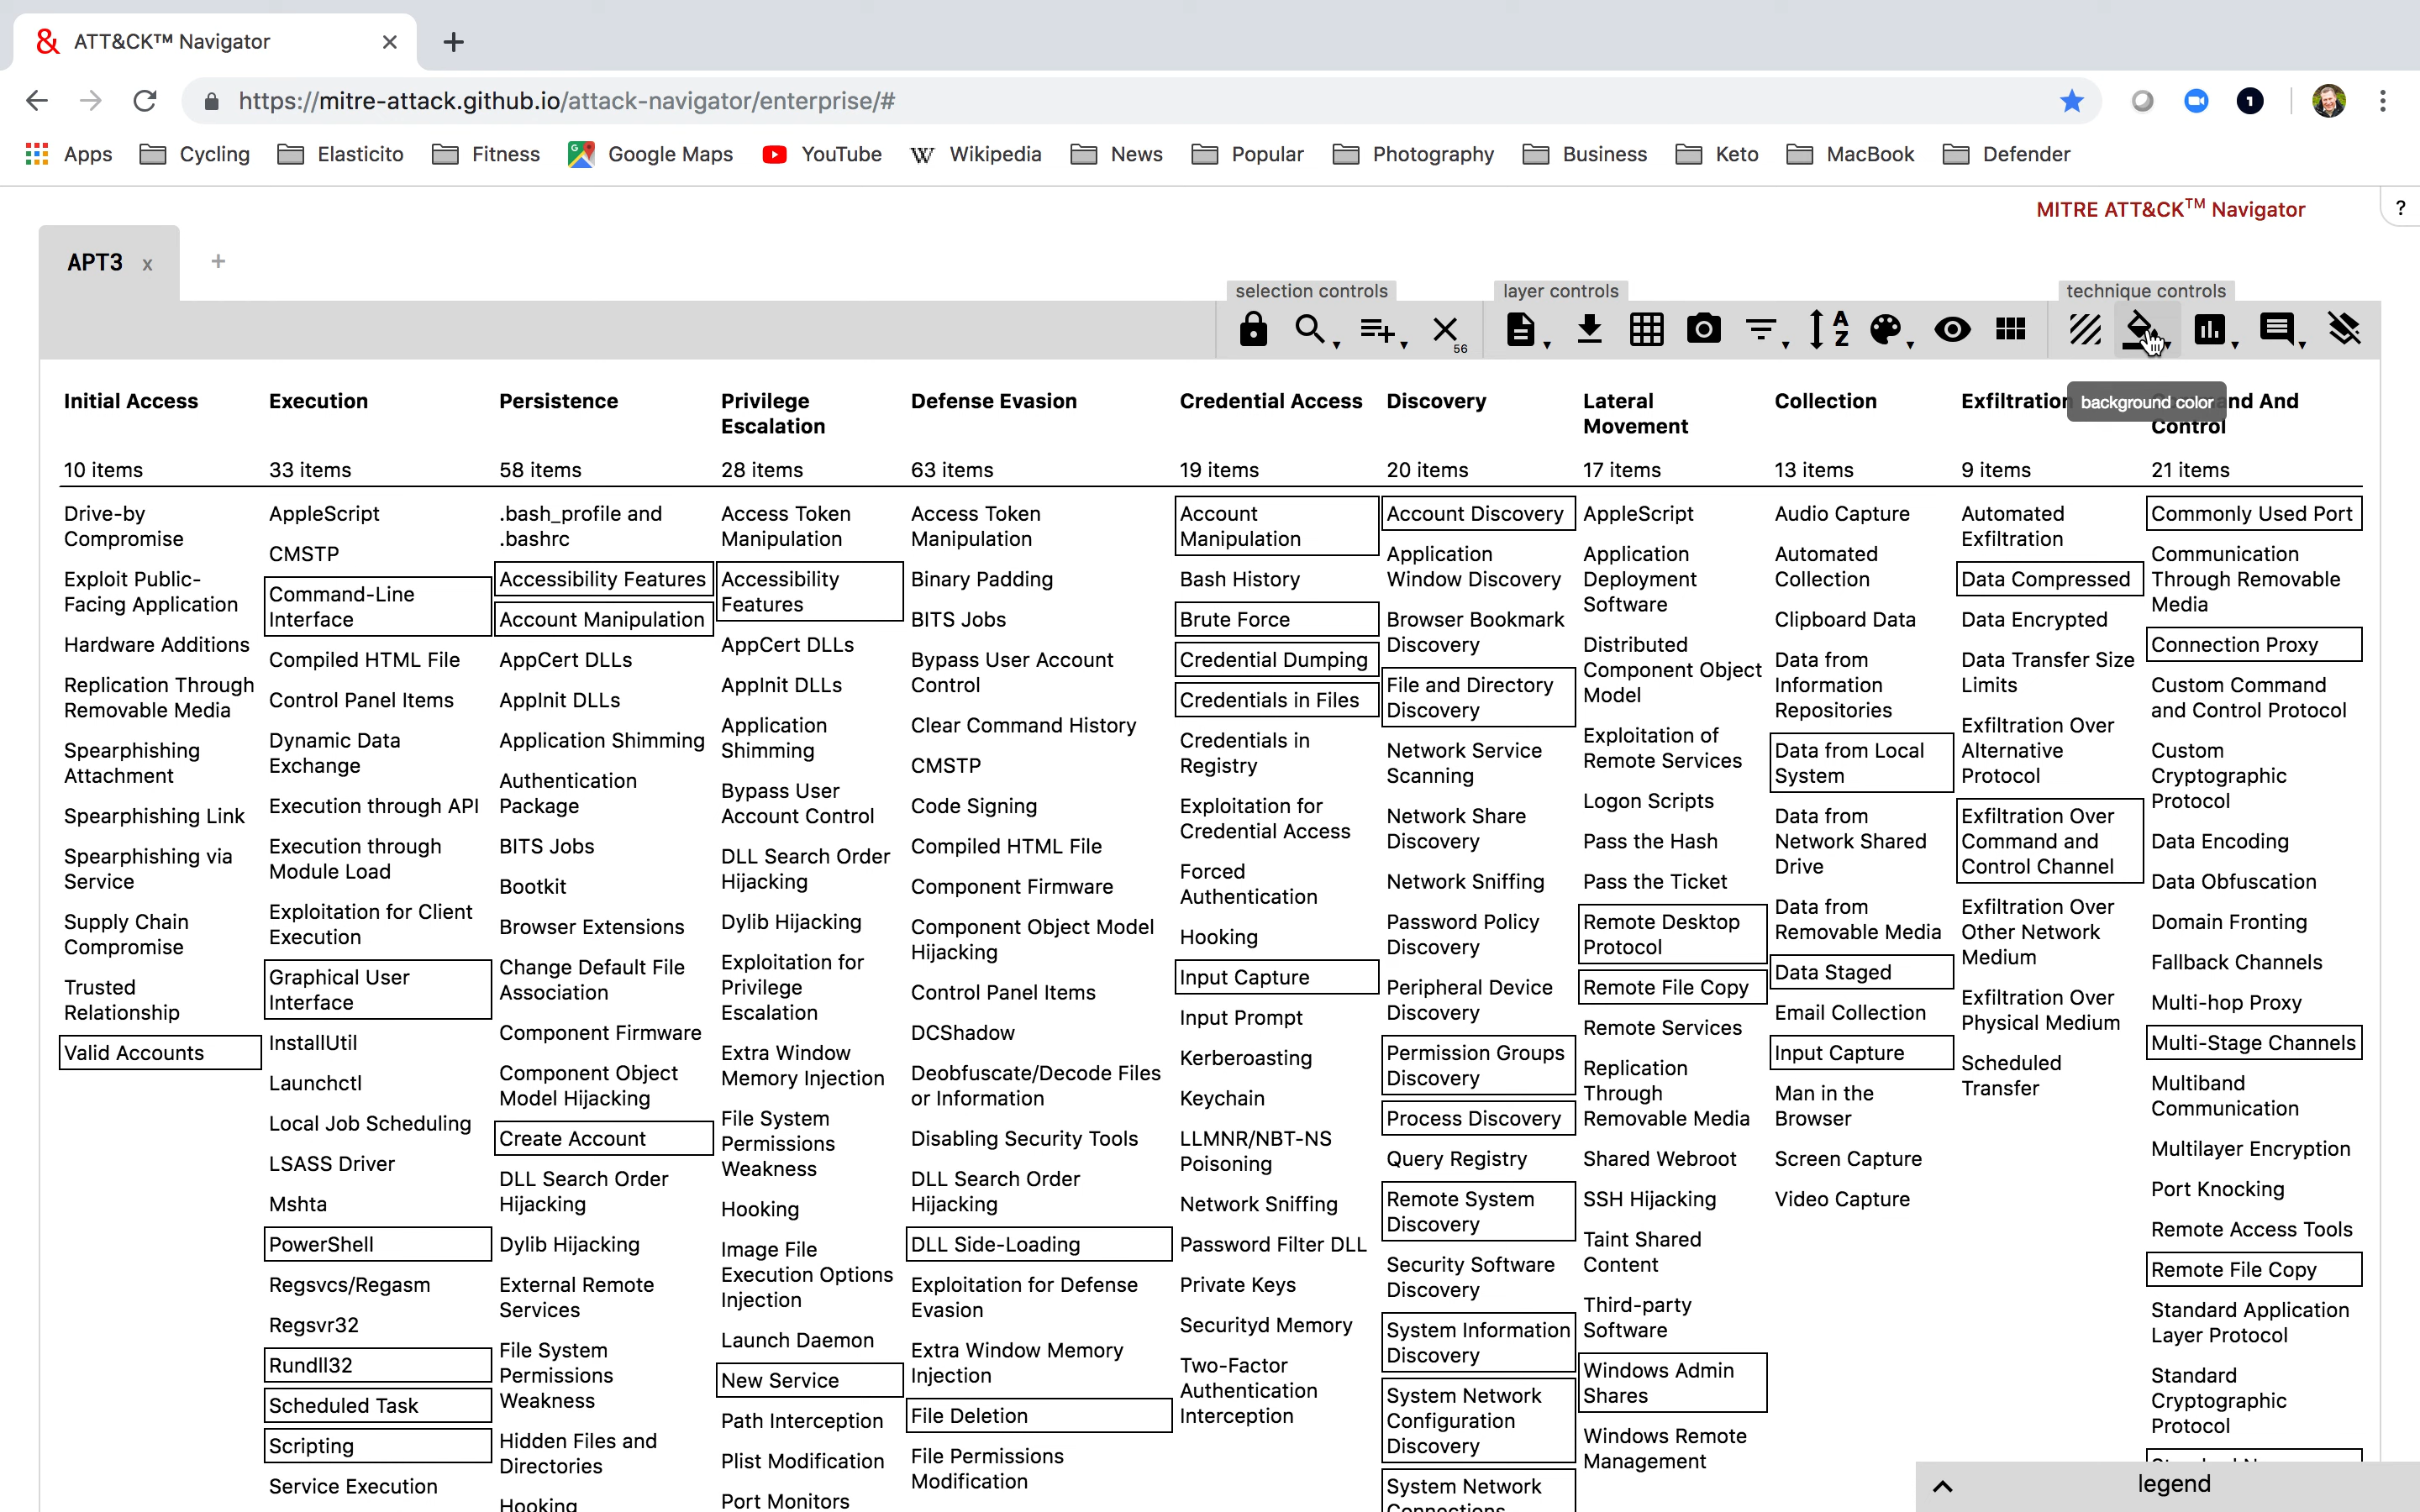 ATT&CK™ Navigator
https://mitre-attack.github.io/attack-navigator/enterprise/#
Apps Cycling Elasticito Fitness Google Maps YouTube Wikipedia News Popular Photography Business Keto MacBook Defender
MITRE ATT&CK™ Navigator
?
APT3 x +
selection controls layer controls technique controls
56
background color
Initial Access
10 items
Drive-by
Compromise
Exploit Public-
Facing Application
Hardware Additions
Replication Through
Removable Media
Spearphishing
Attachment
Spearphishing Link
Spearphishing via
Service
Supply Chain
Compromise
Trusted
Relationship
Valid Accounts
Execution
33 items
AppleScript
CMSTP
Command-Line
Interface
Compiled HTML File
Control Panel Items
Dynamic Data
Exchange
Execution through API
Execution through
Module Load
Exploitation for Client
Execution
Graphical User
Interface
InstallUtil
Launchctl
Local Job Scheduling
LSASS Driver
Mshta
PowerShell
Regsvcs/Regasm
Regsvr32
Rundll32
Scheduled Task
Scripting
Service Execution
Persistence
58 items
.bash_profile and
.bashrc
Accessibility Features
Account Manipulation
AppCert DLLs
AppInit DLLs
Application Shimming
Authentication
Package
BITS Jobs
Bootkit
Browser Extensions
Change Default File
Association
Component Firmware
Component Object
Model Hijacking
Create Account
DLL Search Order
Hijacking
Dylib Hijacking
External Remote
Services
File System
Permissions
Weakness
Hidden Files and
Directories
Hooking
Privilege
Escalation
28 items
Access Token
Manipulation
Accessibility
Features
AppCert DLLs
AppInit DLLs
Application
Shimming
Bypass User
Account Control
DLL Search Order
Hijacking
Dylib Hijacking
Exploitation for
Privilege
Escalation
Extra Window
Memory Injection
File System
Permissions
Weakness
Hooking
Image File
Execution Options
Injection
Launch Daemon
New Service
Path Interception
Plist Modification
Port Monitors
Defense Evasion
63 items
Access Token
Manipulation
Binary Padding
BITS Jobs
Bypass User Account
Control
Clear Command History
CMSTP
Code Signing
Compiled HTML File
Component Firmware
Component Object Model
Hijacking
Control Panel Items
DCShadow
Deobfuscate/Decode Files
or Information
Disabling Security Tools
DLL Search Order
Hijacking
DLL Side-Loading
Exploitation for Defense
Evasion
Extra Window Memory
Injection
File Deletion
File Permissions
Modification
Credential Access
19 items
Account
Manipulation
Bash History
Brute Force
Credential Dumping
Credentials in Files
Credentials in
Registry
Exploitation for
Credential Access
Forced
Authentication
Hooking
Input Capture
Input Prompt
Kerberoasting
Keychain
LLMNR/NBT-NS
Poisoning
Network Sniffing
Password Filter DLL
Private Keys
Securityd Memory
Two-Factor
Authentication
Interception
Discovery
20 items
Account Discovery
Application
Window Discovery
Browser Bookmark
Discovery
File and Directory
Discovery
Network Service
Scanning
Network Share
Discovery
Network Sniffing
Password Policy
Discovery
Peripheral Device
Discovery
Permission Groups
Discovery
Process Discovery
Query Registry
Remote System
Discovery
Security Software
Discovery
System Information
Discovery
System Network
Configuration
Discovery
System Network
Connections
Lateral
Movement
17 items
AppleScript
Application
Deployment
Software
Distributed
Component Object
Model
Exploitation of
Remote Services
Logon Scripts
Pass the Hash
Pass the Ticket
Remote Desktop
Protocol
Remote File Copy
Remote Services
Replication
Through
Removable Media
Shared Webroot
SSH Hijacking
Taint Shared
Content
Third-party
Software
Windows Admin
Shares
Windows Remote
Management
Collection
13 items
Audio Capture
Automated
Collection
Clipboard Data
Data from
Information
Repositories
Data from Local
System
Data from
Network Shared
Drive
Data from
Removable Media
Data Staged
Email Collection
Input Capture
Man in the
Browser
Screen Capture
Video Capture
Exfiltration
9 items
Automated
Exfiltration
Data Compressed
Data Encrypted
Data Transfer Size
Limits
Exfiltration Over
Alternative
Protocol
Exfiltration Over
Command and
Control Channel
Exfiltration Over
Other Network
Medium
Exfiltration Over
Physical Medium
Scheduled
Transfer
And
Control
21 items
Commonly Used Port
Communication
Through Removable
Media
Connection Proxy
Custom Command
and Control Protocol
Custom
Cryptographic
Protocol
Data Encoding
Data Obfuscation
Domain Fronting
Fallback Channels
Multi-hop Proxy
Multi-Stage Channels
Multiband
Communication
Multilayer Encryption
Port Knocking
Remote Access Tools
Remote File Copy
Standard Application
Layer Protocol
Standard
Cryptographic
Protocol
legend